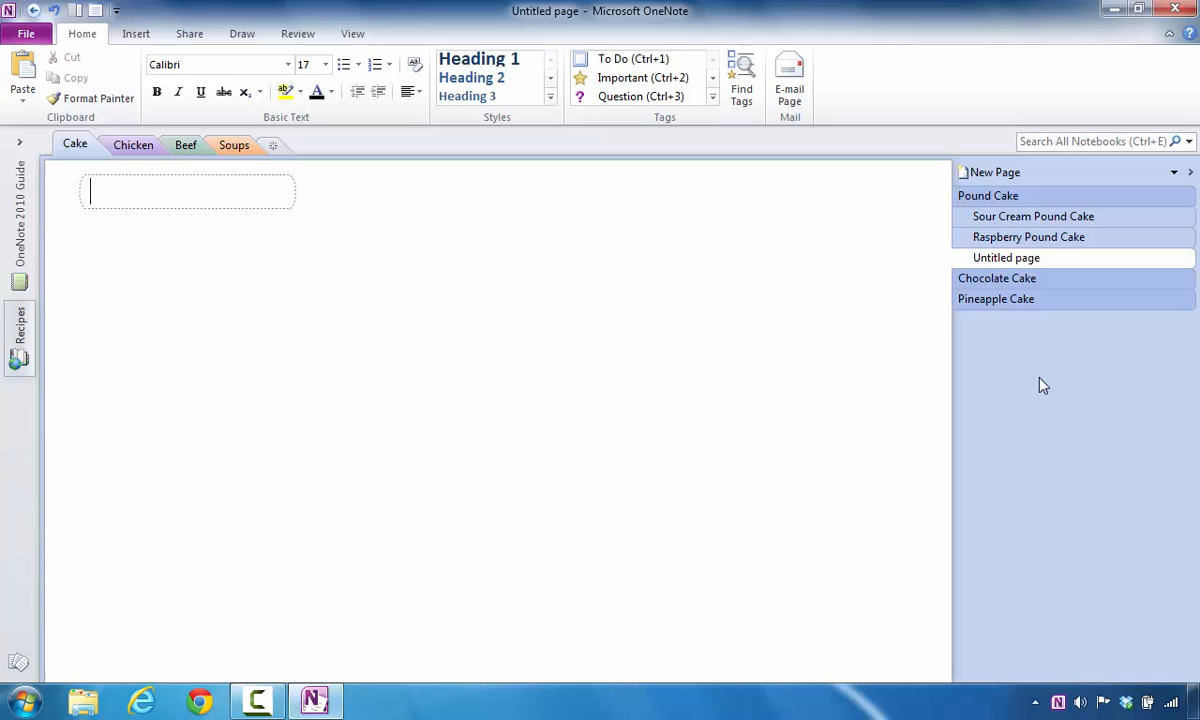 Untitled page - Microsoft OneNote
File Home Insert Share Draw Review View
Paste
Cut
Copy
Format Painter
Clipboard
Calibri 17
B I U abc x₂ ab A
Basic Text
Heading 1
Heading 2
Heading 3
Styles
To Do (Ctrl+1)
Important (Ctrl+2)
Question (Ctrl+3)
Tags
Find
Tags
E-mail
Page
Mail
Cake Chicken Beef Soups
Search All Notebooks (Ctrl+E)
OneNote 2010 Guide
Recipes
New Page
Pound Cake
Sour Cream Pound Cake
Raspberry Pound Cake
Untitled page
Chocolate Cake
Pineapple Cake